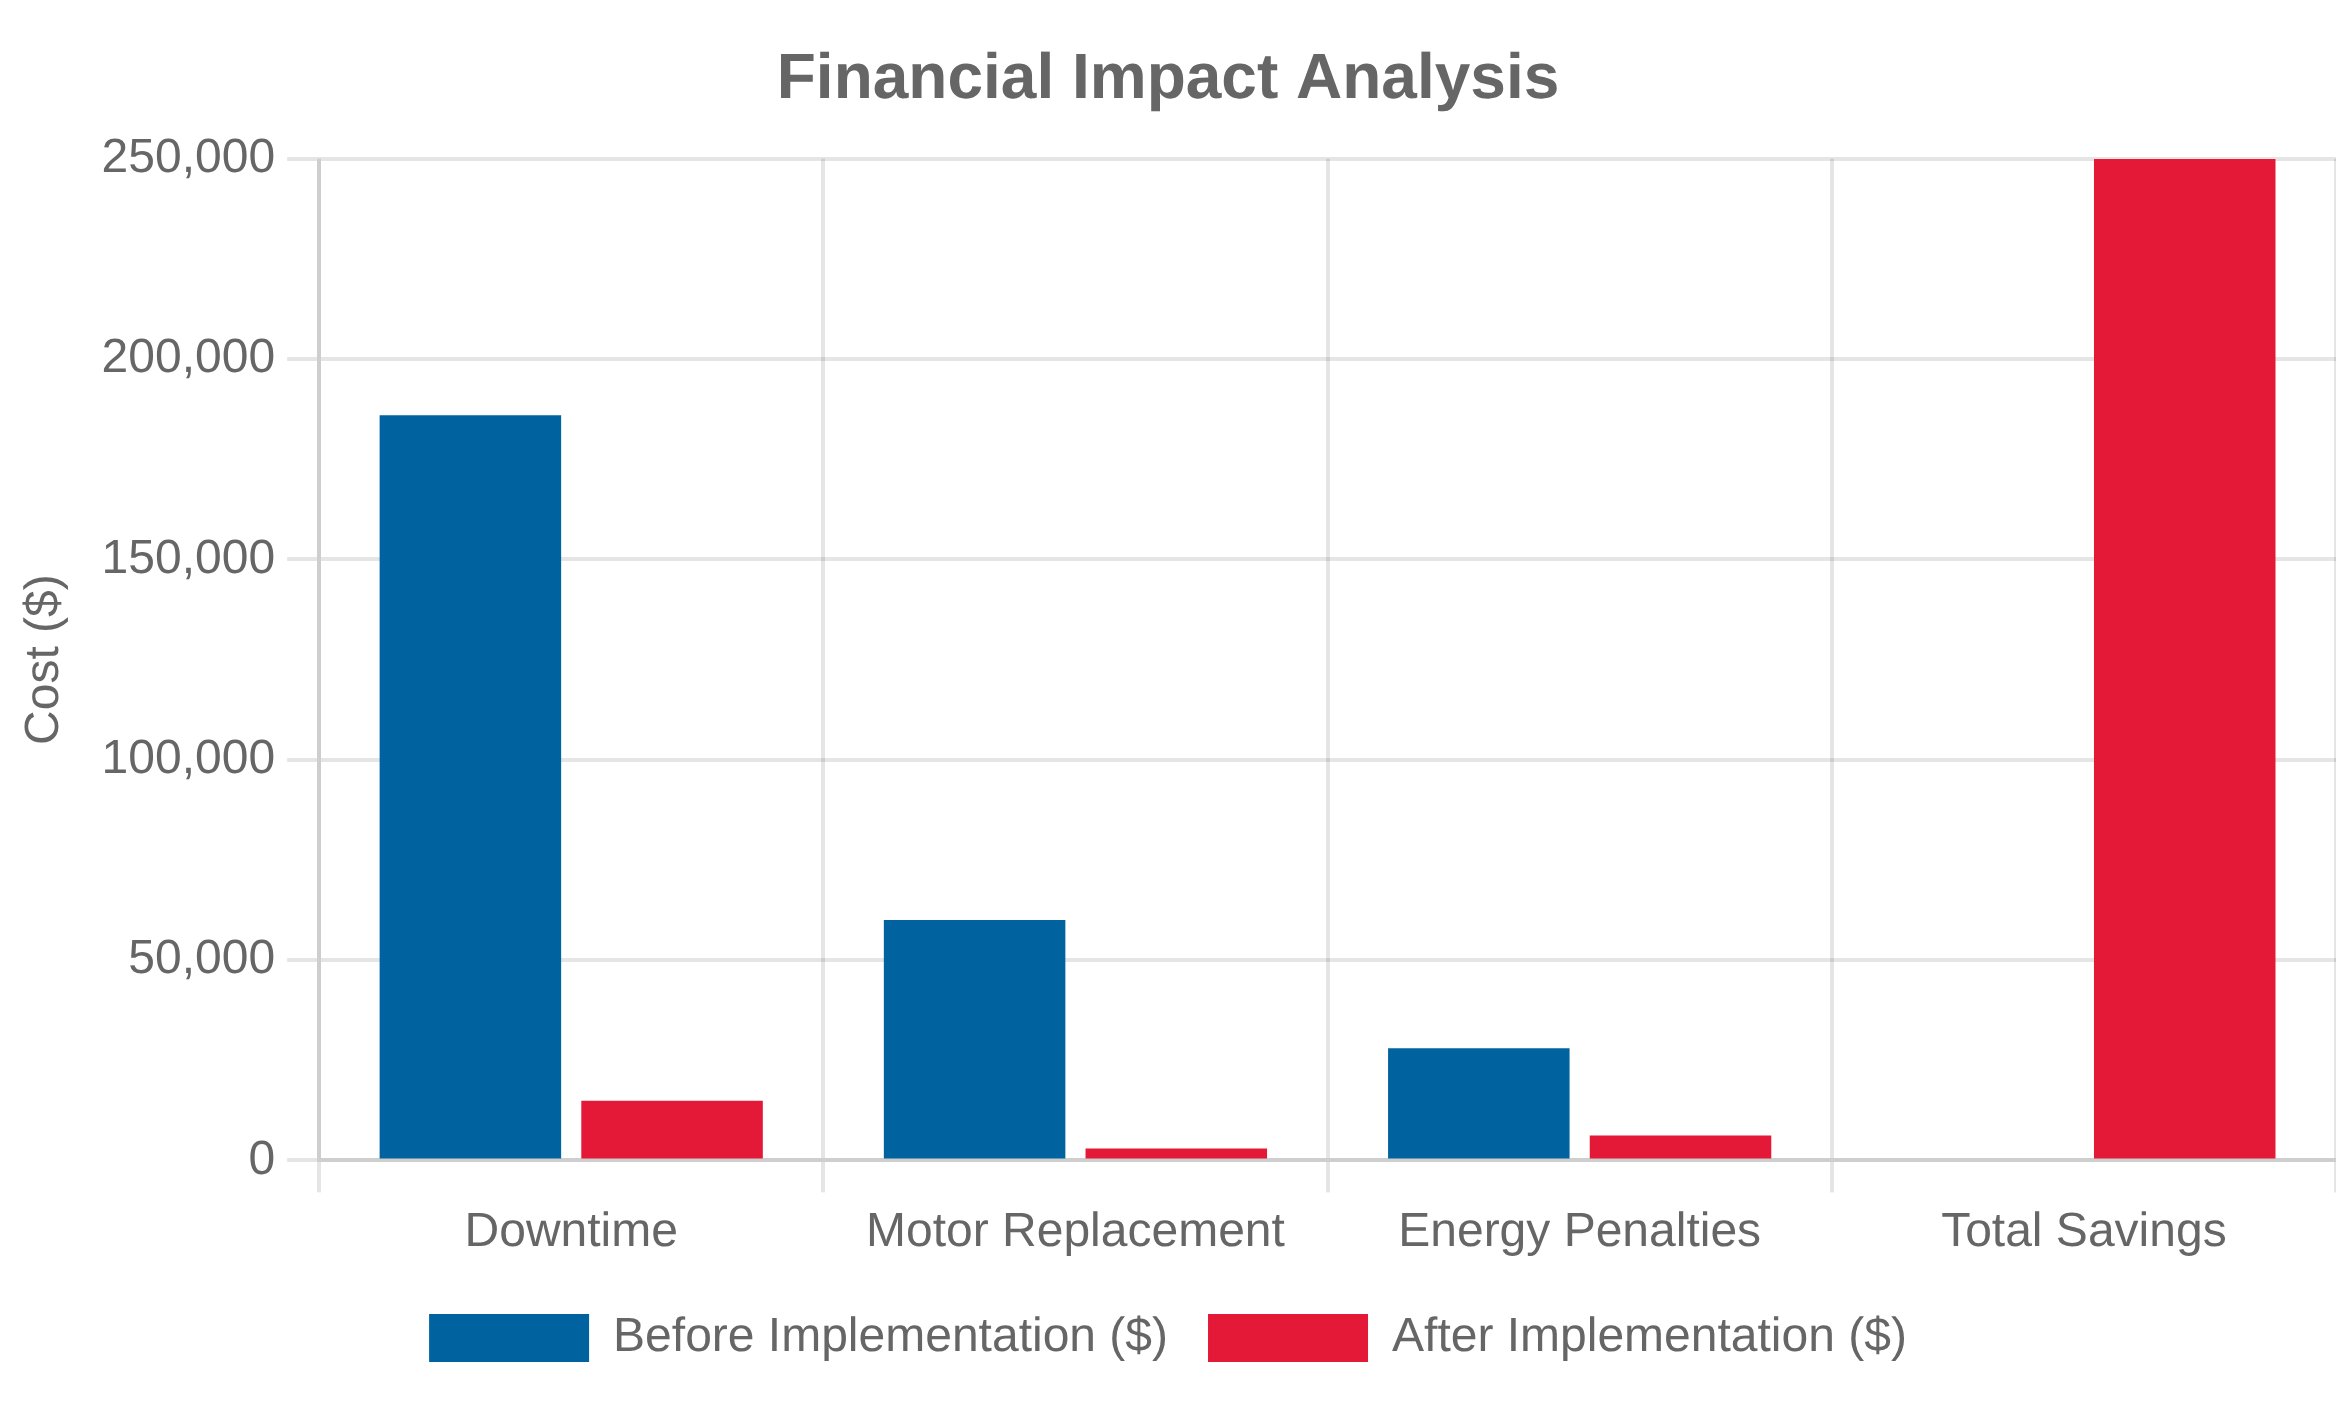 Financial Impact Analysis
250,000
200,000
150,000
100,000
50,000
0
Cost ($)
Downtime
Motor Replacement
Energy Penalties
Total Savings
Before Implementation ($)
After Implementation ($)